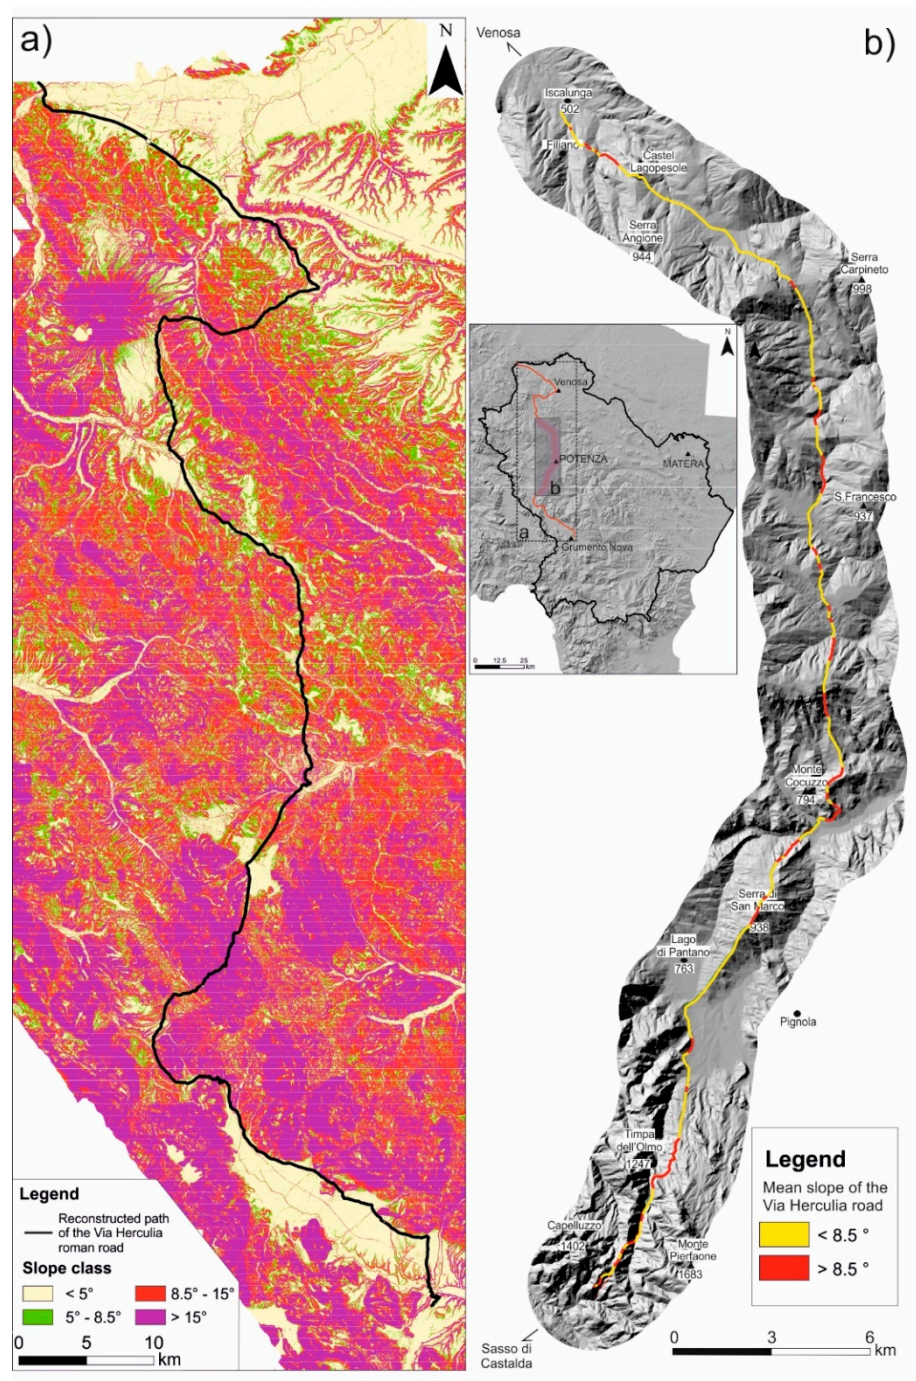 a)
N
Legend
Reconstructed path
of the Via Herculia
roman road
Slope class
< 5°
8.5° - 15°
5° - 8.5°
> 15°
0 5 10
km
b)
Venosa
Iscalunga
502
Filiano
Castel
Lagopesole
Serra
Angione
944
Serra
Carpineto
998
N
Venosa
POTENZA
MATERA
b
a
Grumento Nova
0 12.5 25
km
S.Francesco
937
Monte
Cocuzzo
794
Serra di
San Marco
938
Lago
di Pantano
763
Pignola
Timpa
dell'Olmo
1247
Capelluzzo
1402
Monte
Pierfaone
1683
Sasso di
Castalda
Legend
Mean slope of the
Via Herculia road
< 8.5 °
> 8.5 °
0 3 6
km